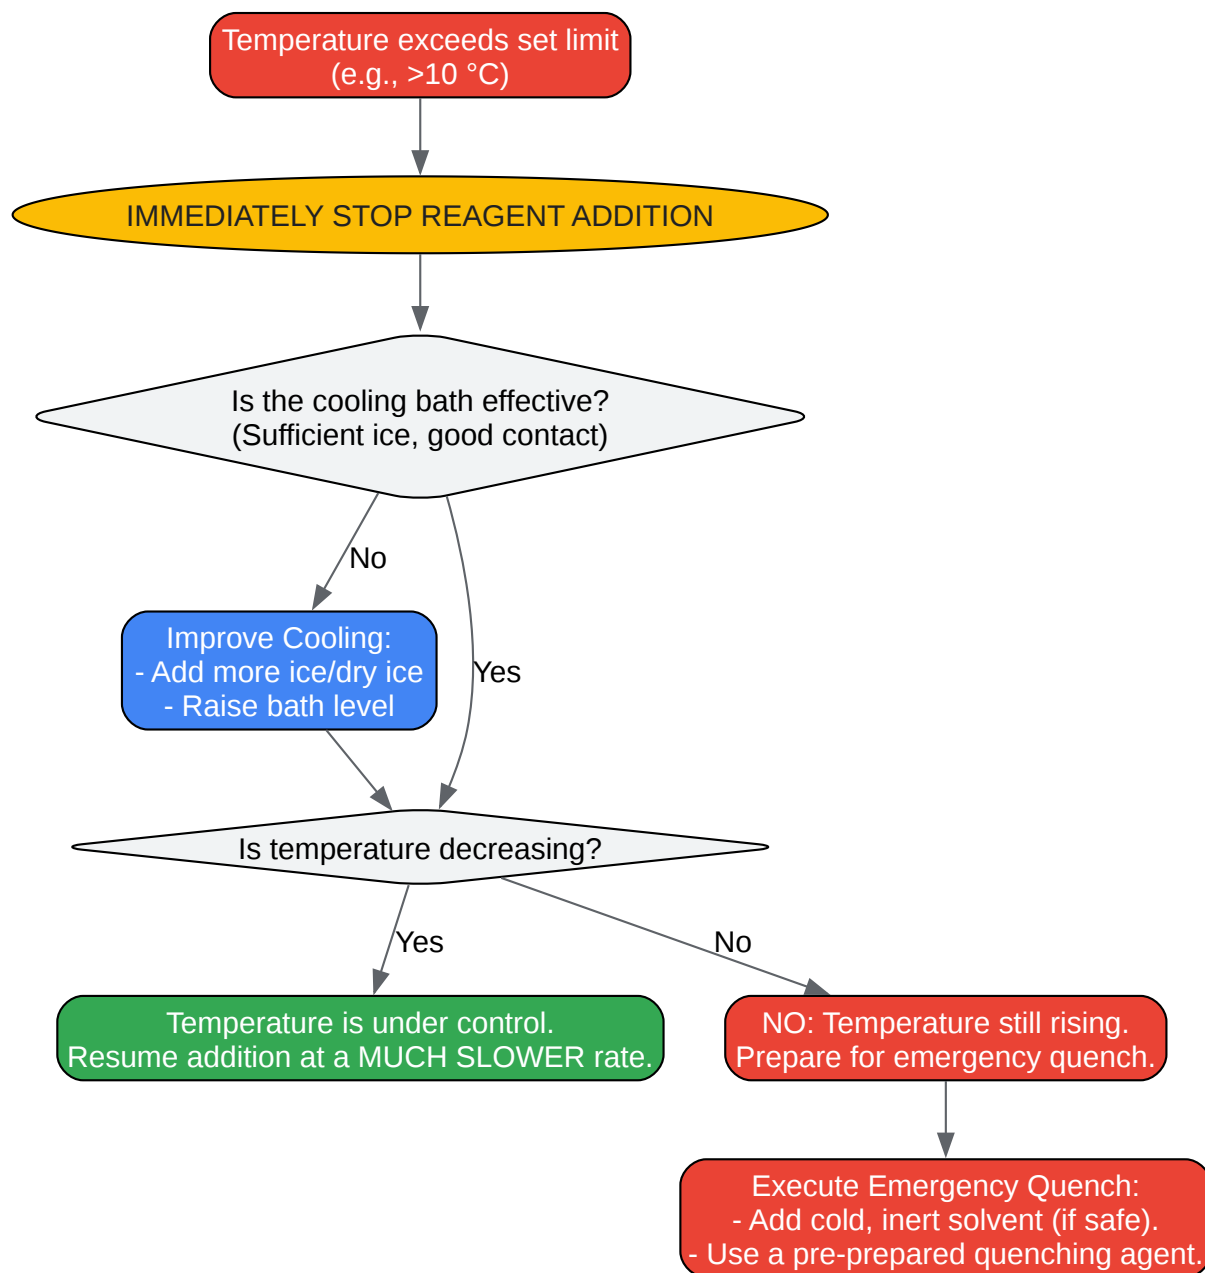 Temperature exceeds set limit
(e.g., >10 °C)
IMMEDIATELY STOP REAGENT ADDITION
Is the cooling bath effective?
(Sufficient ice, good contact)
No
Improve Cooling:
- Add more ice/dry ice
- Raise bath level
Yes
Is temperature decreasing?
Yes
No
Temperature is under control.
Resume addition at a MUCH SLOWER rate.
NO: Temperature still rising.
Prepare for emergency quench.
Execute Emergency Quench:
- Add cold, inert solvent (if safe).
- Use a pre-prepared quenching agent.